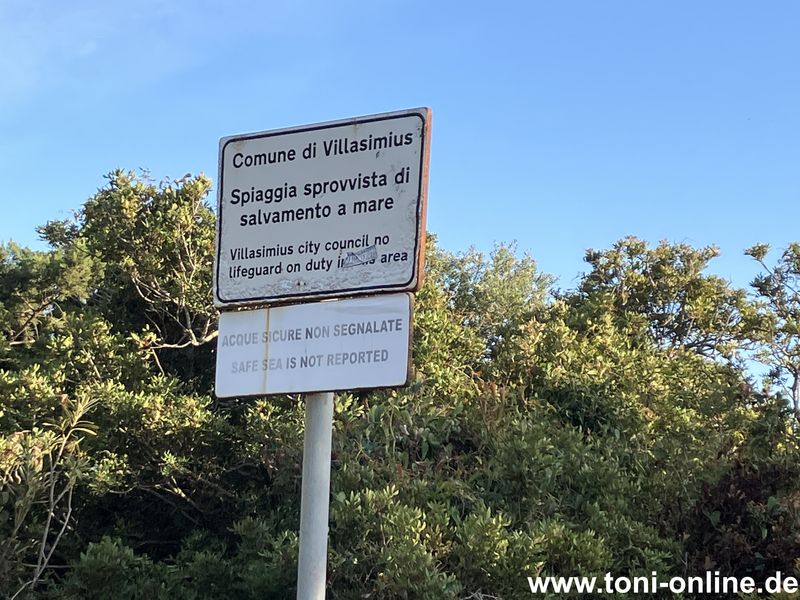 Comune di Villasimius
Spiaggia sprovvista di
salvamento a mare
Villasimius city council no
lifeguard on duty area
ACQUE SICURE NON SEGNALATE
SAFE SEA IS NOT REPORTED
www.toni-online.de